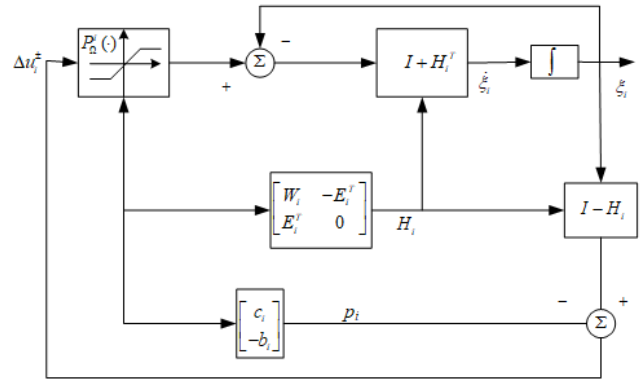 P_Ω^i (·)
Δu_i^±
−
+
Σ
I + H_i^T
ξ̇_i
∫
ξ_i
[W_i −E_i^T
E_i^T 0]
H_i
I − H_i
[c_i
−b_i]
p_i
−
+
Σ